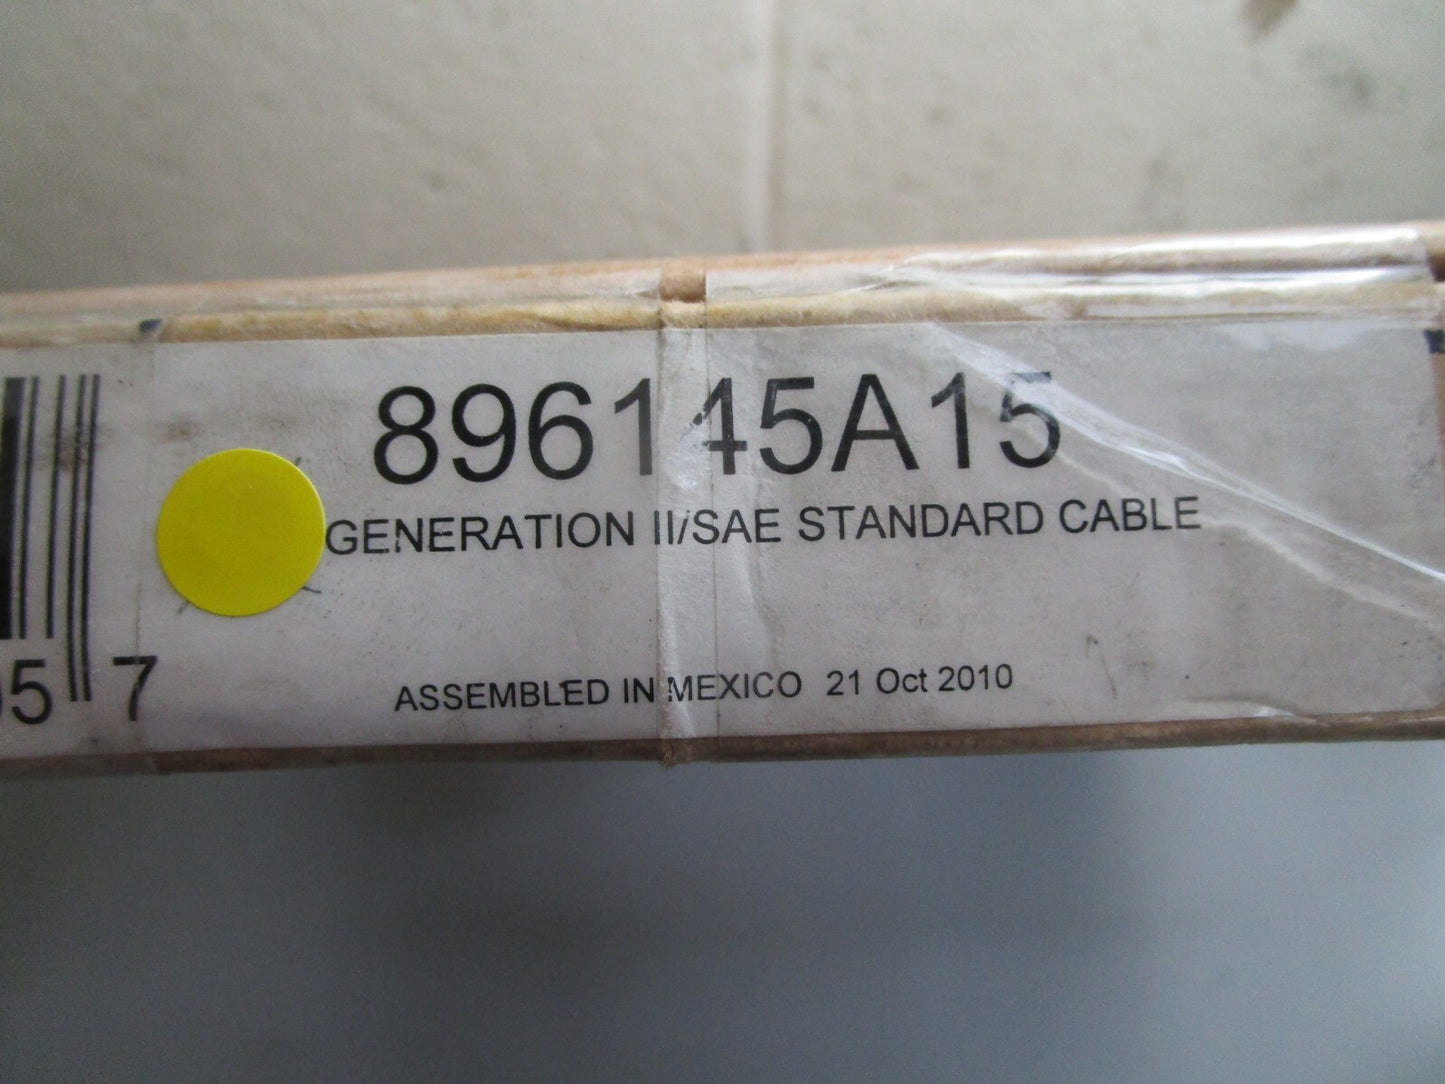 896145A15
GENERATION II/SAE STANDARD CABLE
ASSEMBLED IN MEXICO 21 Oct 2010
5 7